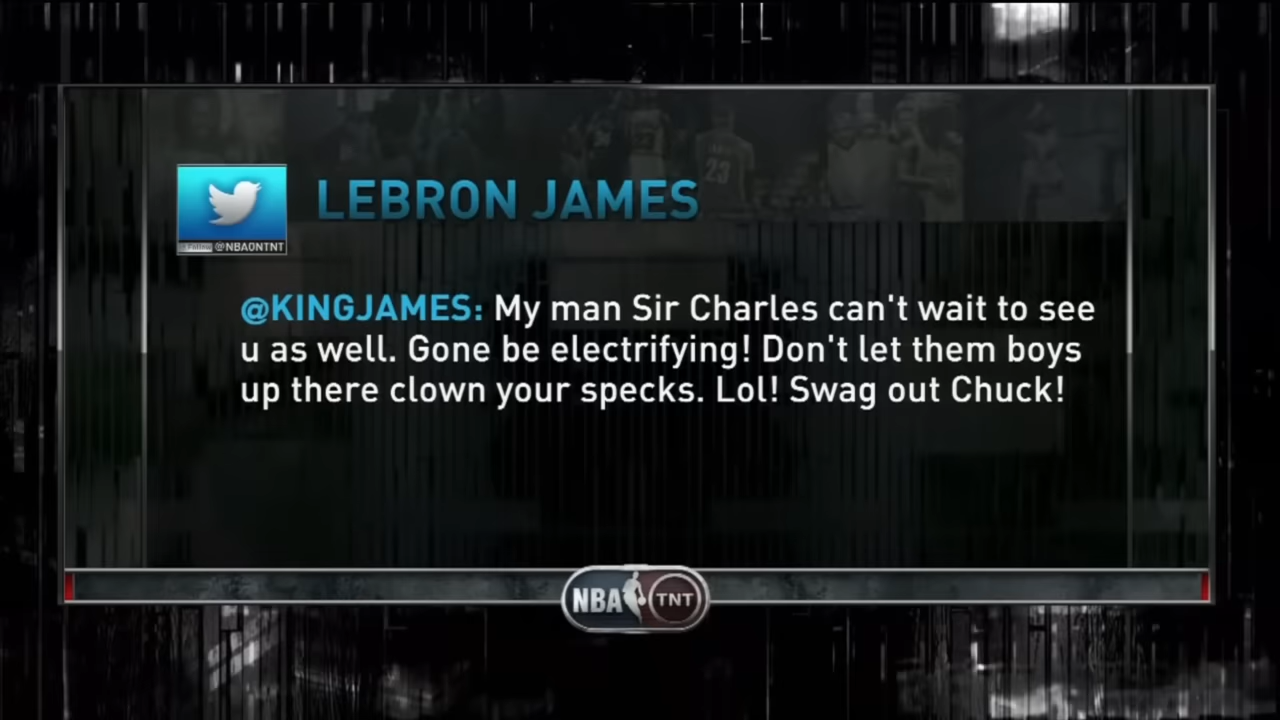 LEBRON JAMES
@NBAONTNT
@KINGJAMES: My man Sir Charles can't wait to see
u as well. Gone be electrifying! Don't let them boys
up there clown your specks. Lol! Swag out Chuck!
NBA TNT
23